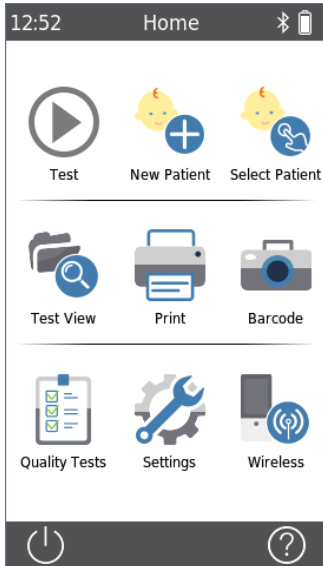 12:52 Home
Test New Patient Select Patient
Test View Print Barcode
Quality Tests Settings Wireless
?